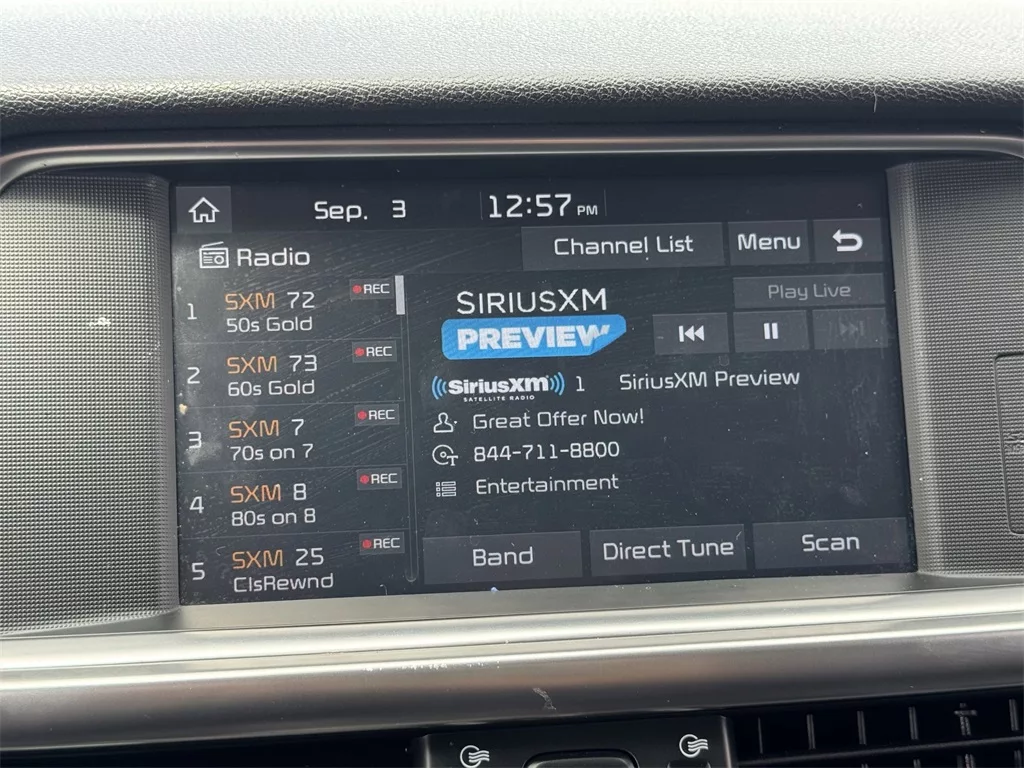 Sep. 3
12:57 PM
Radio
Channel List
Menu
1 SXM 72 REC
50s Gold
2 SXM 73 REC
60s Gold
3 SXM 7 REC
70s on 7
4 SXM 8 REC
80s on 8
5 SXM 25 REC
ClsRewnd
SIRIUSXM
PREVIEW
Play Live
((SiriusXM)) 1 SiriusXM Preview
SATELLITE RADIO
Great Offer Now!
844-711-8800
Entertainment
Band
Direct Tune
Scan